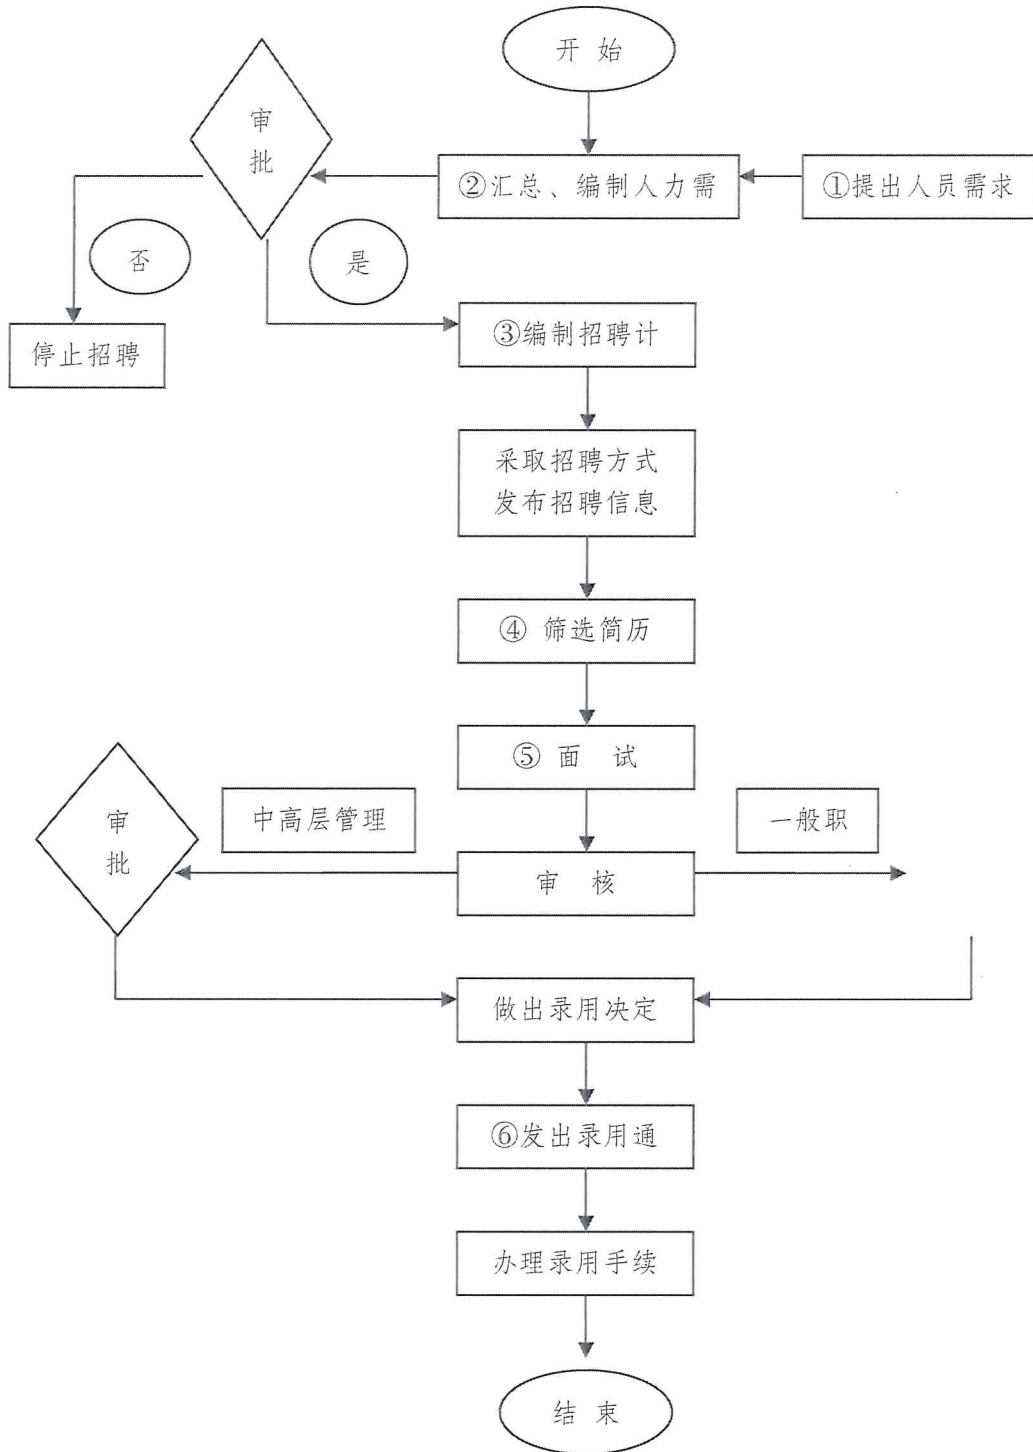 开 始
审
批
②汇总、编制人力需
①提出人员需求
否
是
停止招聘
③编制招聘计
采取招聘方式
发布招聘信息
④ 筛选简历
⑤ 面 试
中高层管理
一般职
审
批
审 核
做出录用决定
⑥发出录用通
办理录用手续
结 束